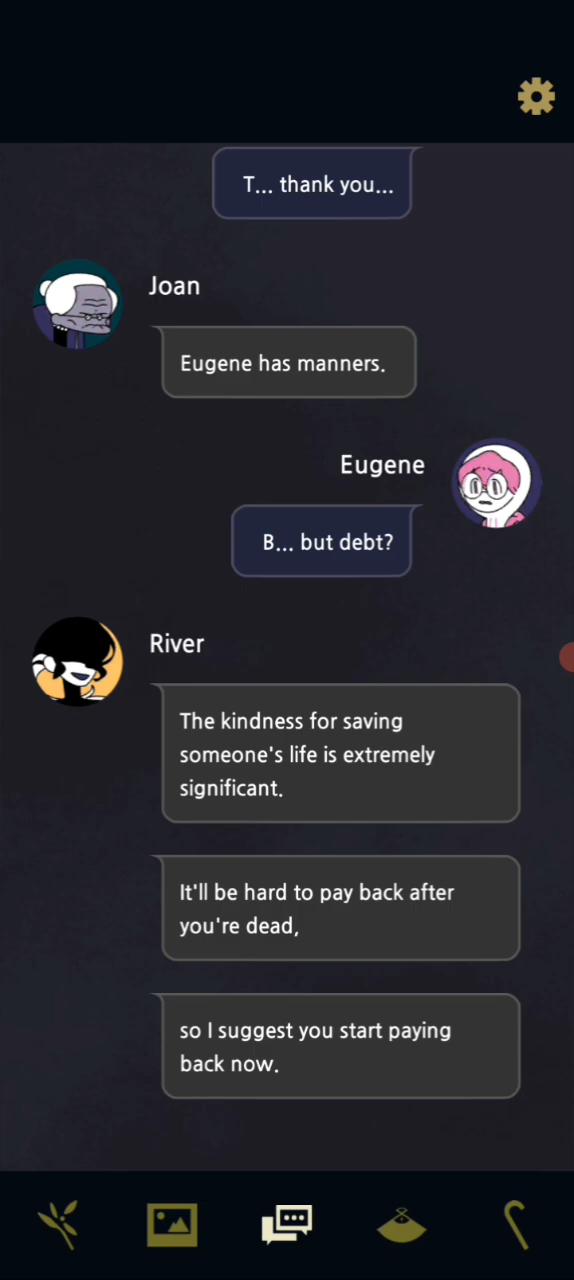 T... thank you...
Joan
Eugene has manners.
Eugene
B... but debt?
River
The kindness for saving
someone's life is extremely
significant.
It'll be hard to pay back after
you're dead,
so I suggest you start paying
back now.